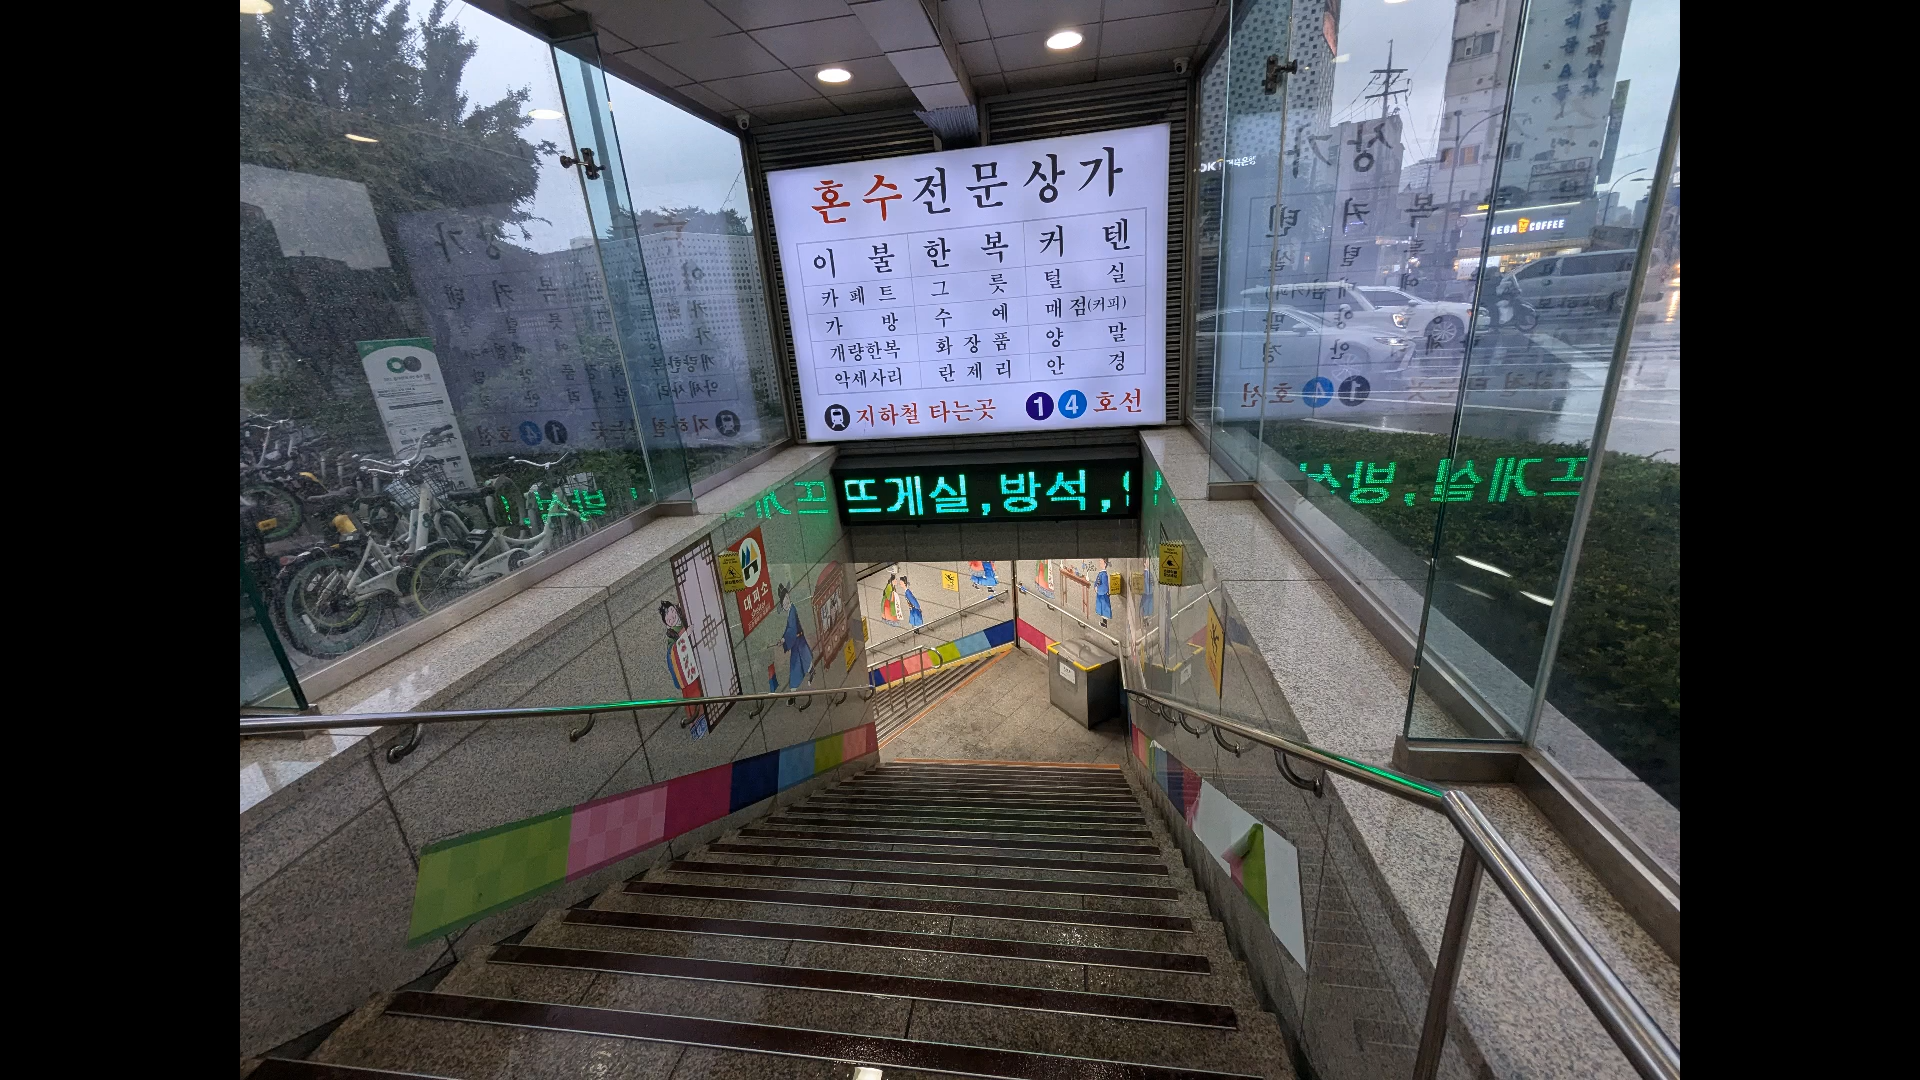 혼수전문상가
이불 한복 커텐
카페트 그릇 털실
가방 수예 매점(커피)
개량한복 화장품 양말
악세사리 란제리 안경
지하철 타는곳 1 4 호선
뜨게실,방석,
대피소
MEGA COFFEE